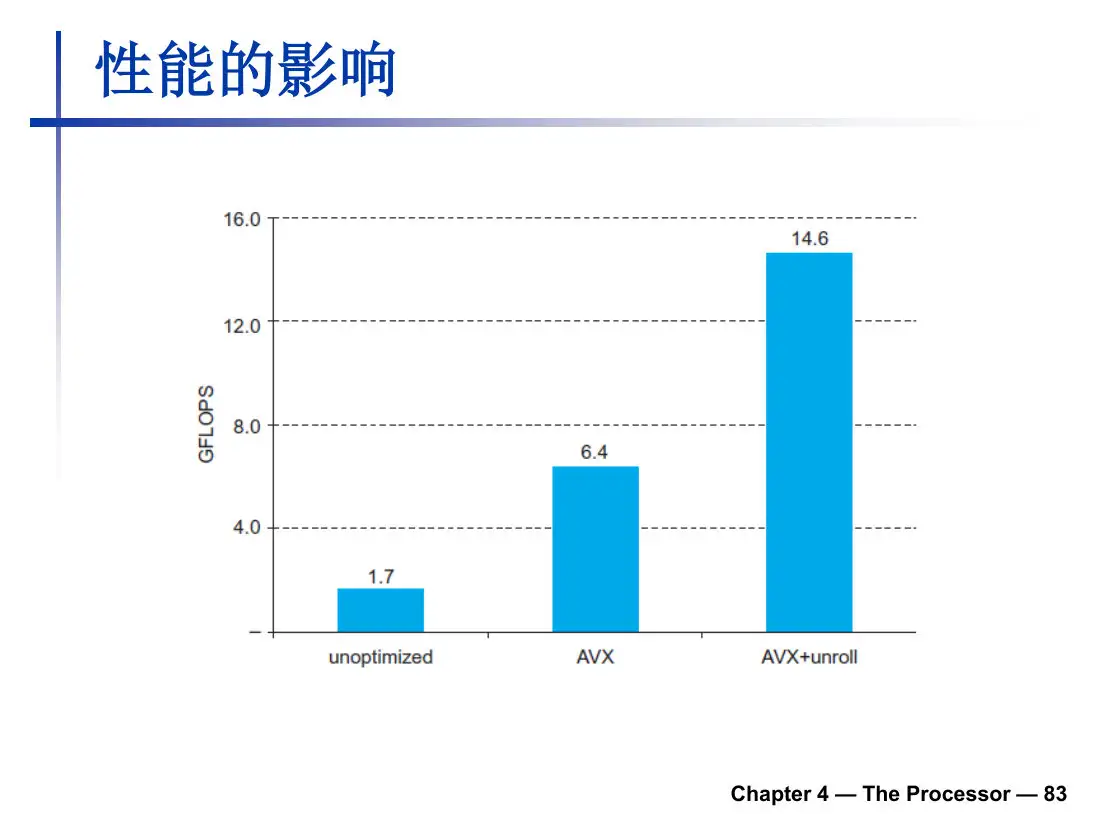 性能的影响
16.0
14.6
12.0
GFLOPS
8.0
6.4
4.0
1.7
–
unoptimized AVX AVX+unroll
Chapter 4 — The Processor — 83